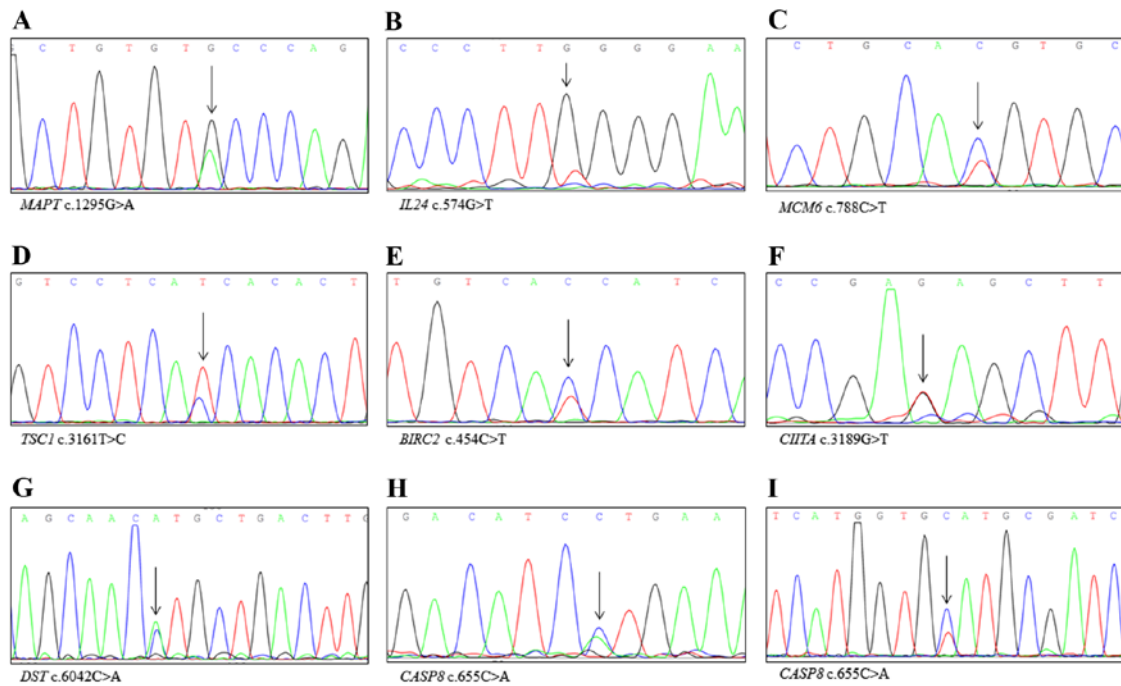 A
G C T G T G T G C C C A G
MAPT c.1295G>A
B
C C C T T G G G G A A
IL24 c.574G>T
C
C T G C A C G T G C
MCM6 c.788C>T
D
G T C C T C A T C A C A C T
TSC1 c.3161T>C
E
T G T C A C C A T C
BIRC2 c.454C>T
F
C C G A G A G C T T
CIITA c.3189G>T
G
A G C A A C A T G C T G A C T T G
DST c.6042C>A
H
G A C A T C C T G A A
CASP8 c.655C>A
I
T C A T G G T G C A T G C G A T C
CASP8 c.655C>A